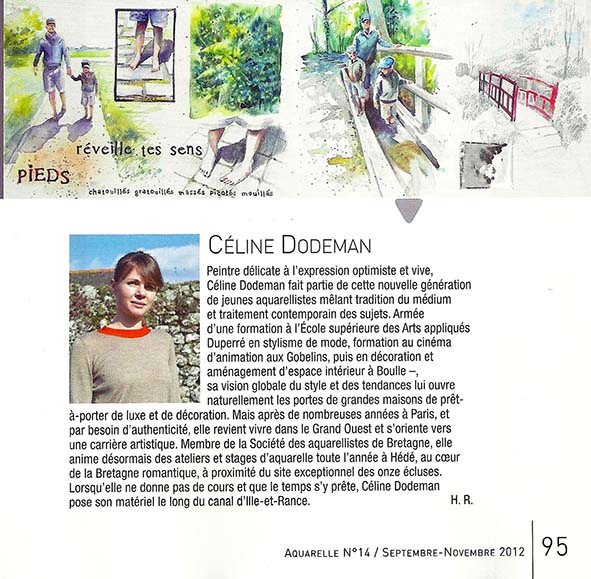 réveille tes sens
PIEDS
chatouillés gratouillés massés picotés mouillés
CÉLINE DODEMAN
Peintre délicate à l'expression optimiste et vive,
Céline Dodeman fait partie de cette nouvelle génération
de jeunes aquarellistes mêlant tradition du médium
et traitement contemporain des sujets. Armée
d'une formation à l'École supérieure des Arts appliqués
Duperré en stylisme de mode, formation au cinéma
d'animation aux Gobelins, puis en décoration et
aménagement d'espace intérieur à Boulle –,
sa vision globale du style et des tendances lui ouvre
naturellement les portes de grandes maisons de prêt-
à-porter de luxe et de décoration. Mais après de nombreuses années à Paris, et
par besoin d'authenticité, elle revient vivre dans le Grand Ouest et s'oriente vers
une carrière artistique. Membre de la Société des aquarellistes de Bretagne, elle
anime désormais des ateliers et stages d'aquarelle toute l'année à Hédé, au cœur
de la Bretagne romantique, à proximité du site exceptionnel des onze écluses.
Lorsqu'elle ne donne pas de cours et que le temps s'y prête, Céline Dodeman
pose son matériel le long du canal d'Ille-et-Rance. H. R.
AQUARELLE N°14 / SEPTEMBRE-NOVEMBRE 2012 95